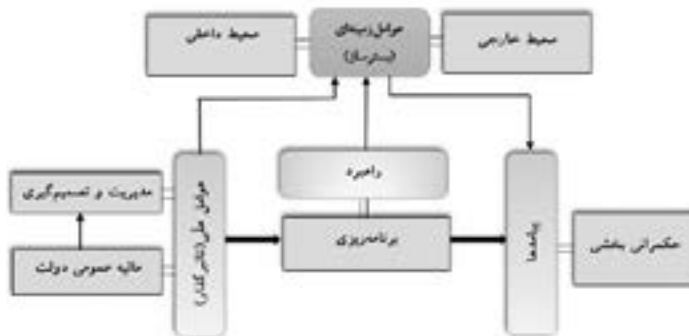 محیط خارجی
عوامل زمینه‌ای
(بسترساز)
محیط داخلی
راهبرد
مدیریت و تصمیم‌گیری
عوامل علی(تاثیرگذار)
برنامه‌ریزی
پیامدها
حکمرانی بخشی
مالیه عمومی دولت